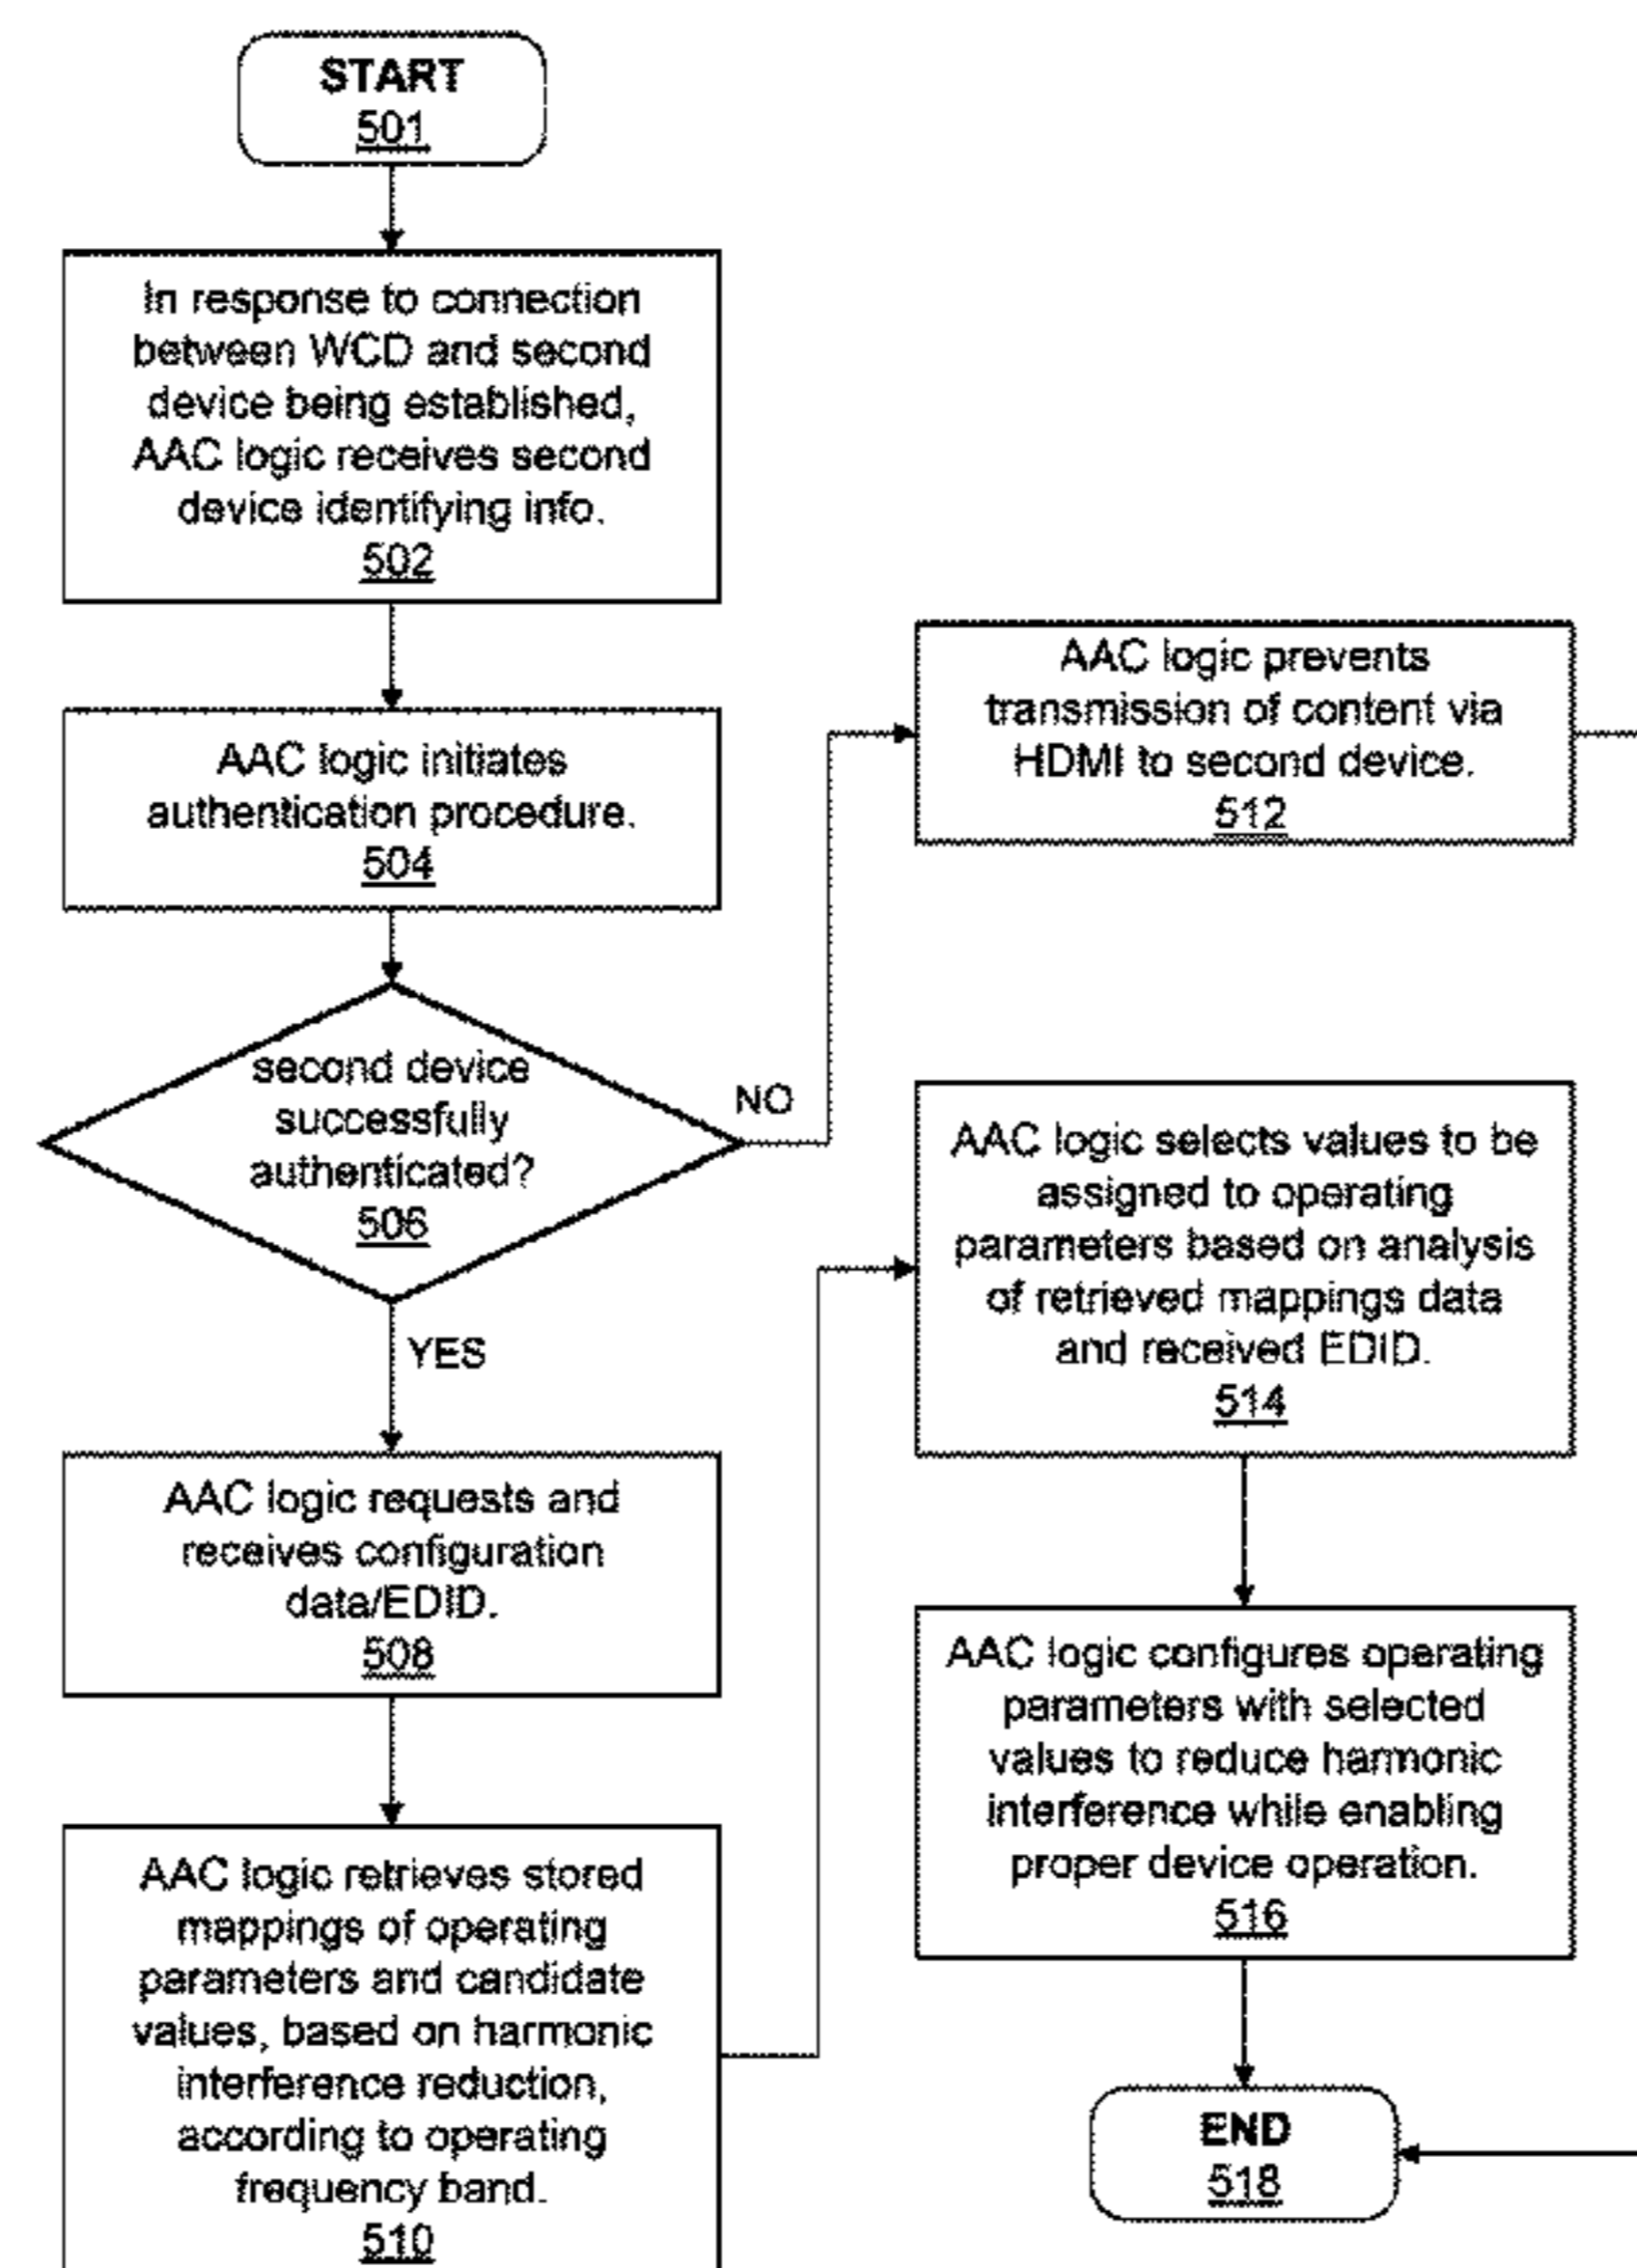 START
501
In response to connection
between WCD and second
device being established,
AAC logic receives second
device identifying info.
502
AAC logic initiates
authentication procedure.
504
second device
successfully
authenticated?
506
NO
YES
AAC logic requests and
receives configuration
data/EDID.
508
AAC logic retrieves stored
mappings of operating
parameters and candidate
values, based on harmonic
interference reduction,
according to operating
frequency band.
510
AAC logic prevents
transmission of content via
HDMI to second device.
512
AAC logic selects values to be
assigned to operating
parameters based on analysis
of retrieved mappings data
and received EDID.
514
AAC logic configures operating
parameters with selected
values to reduce harmonic
interference while enabling
proper device operation.
516
END
518